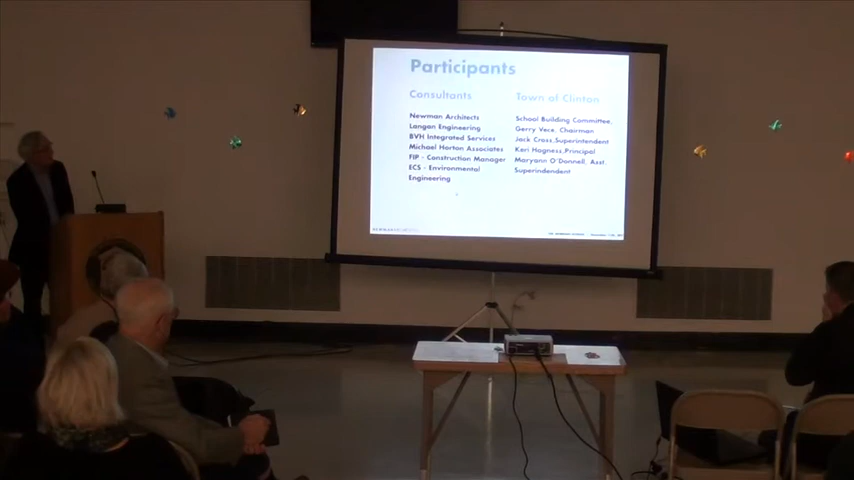 Participants
Consultants
Newman Architects
Langan Engineering
BVH Integrated Services
Michael Horton Associates
FIP - Construction Manager
ECS - Environmental
Engineering
Town of Clinton
School Building Committee,
Gerry Vece, Chairman
Jack Cross,Superintendent
Keri Hagness,Principal
Maryann O'Donnell, Asst.
Superintendent